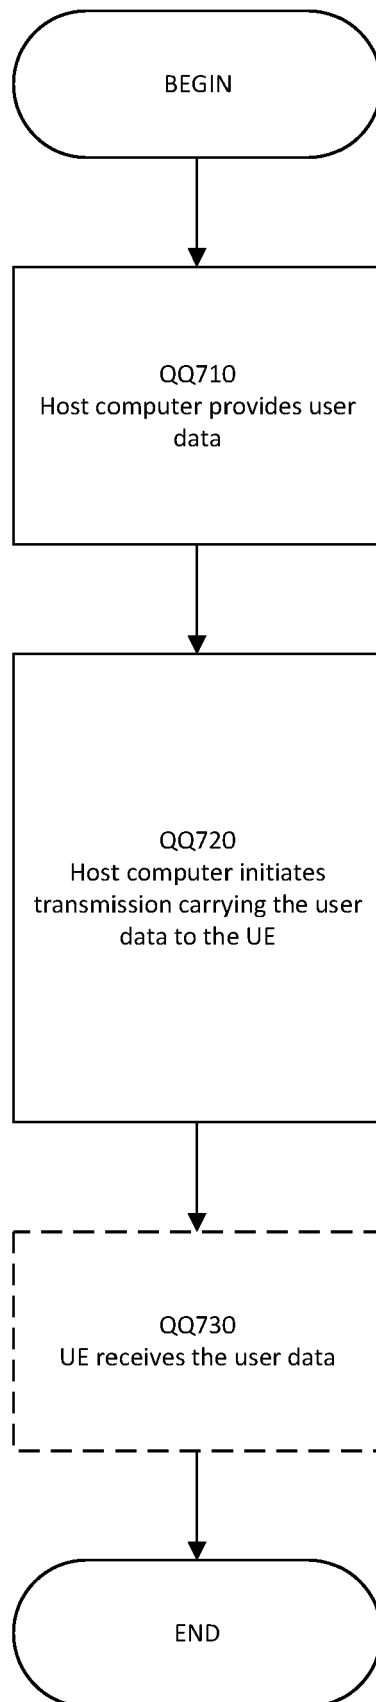 BEGIN
QQ710
Host computer provides user
data
QQ720
Host computer initiates
transmission carrying the user
data to the UE
QQ730
UE receives the user data
END